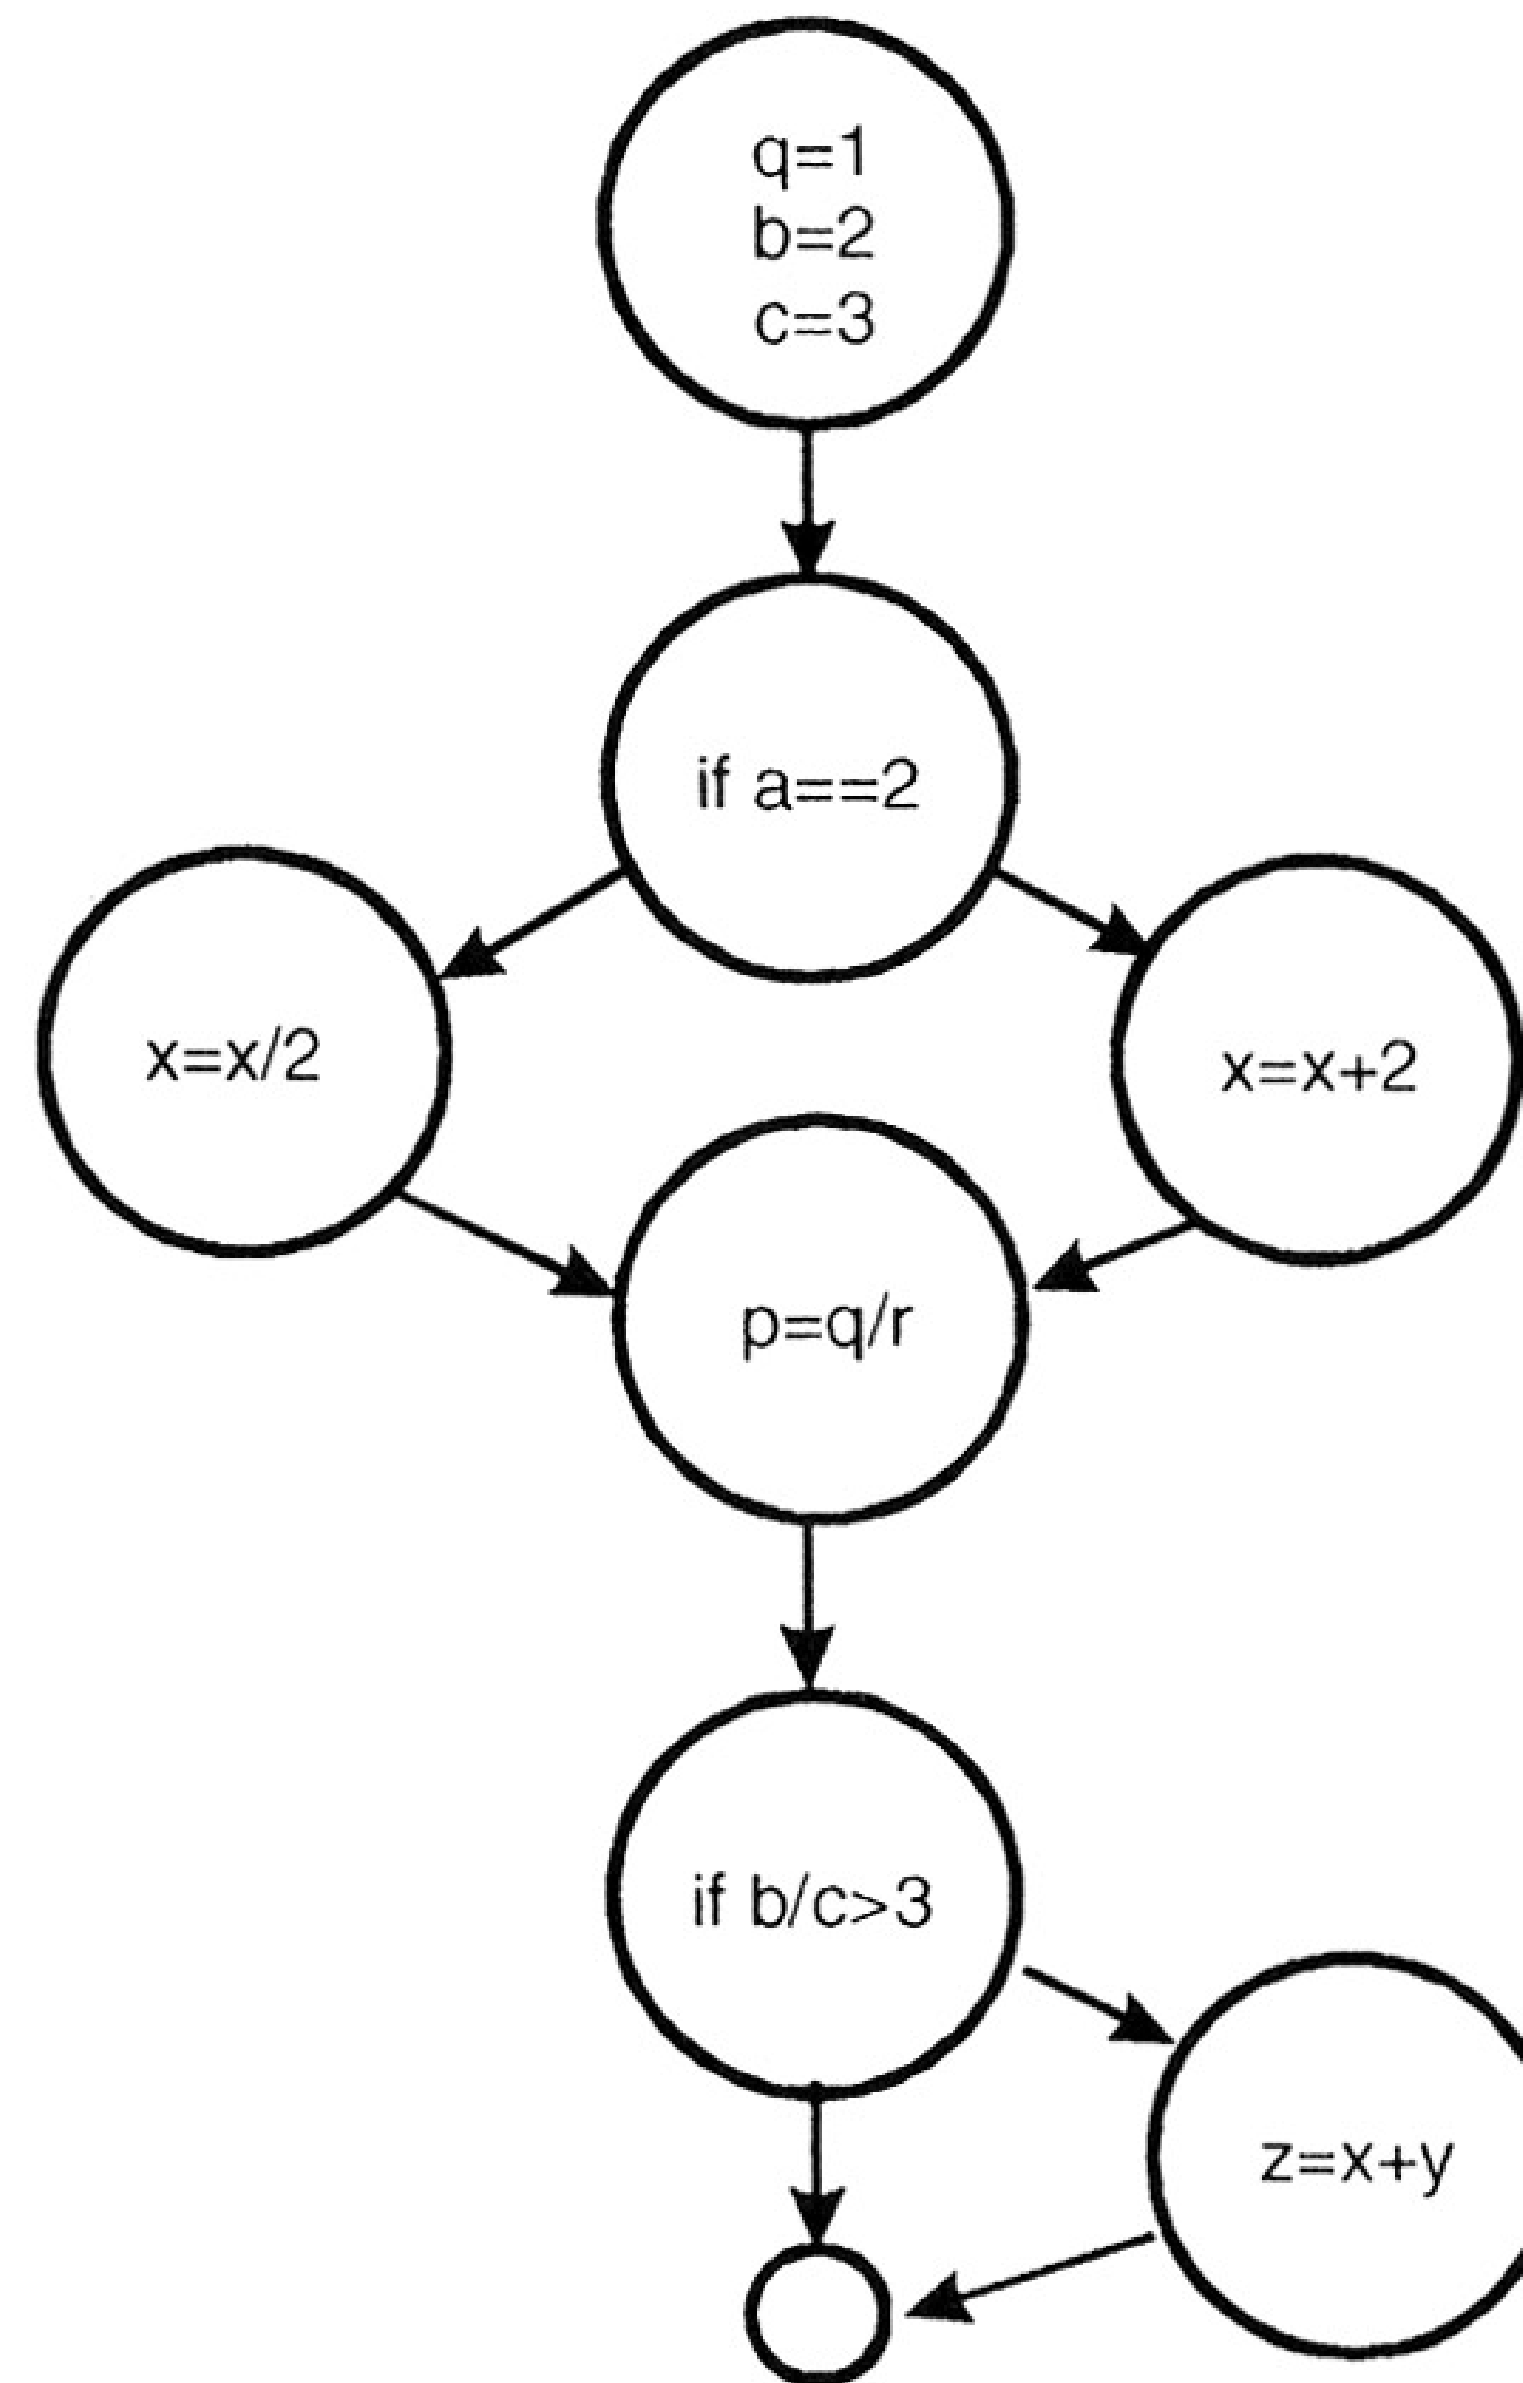 q=1
b=2
c=3
if a==2
x=x/2
x=x+2
p=q/r
if b/c>3
z=x+y